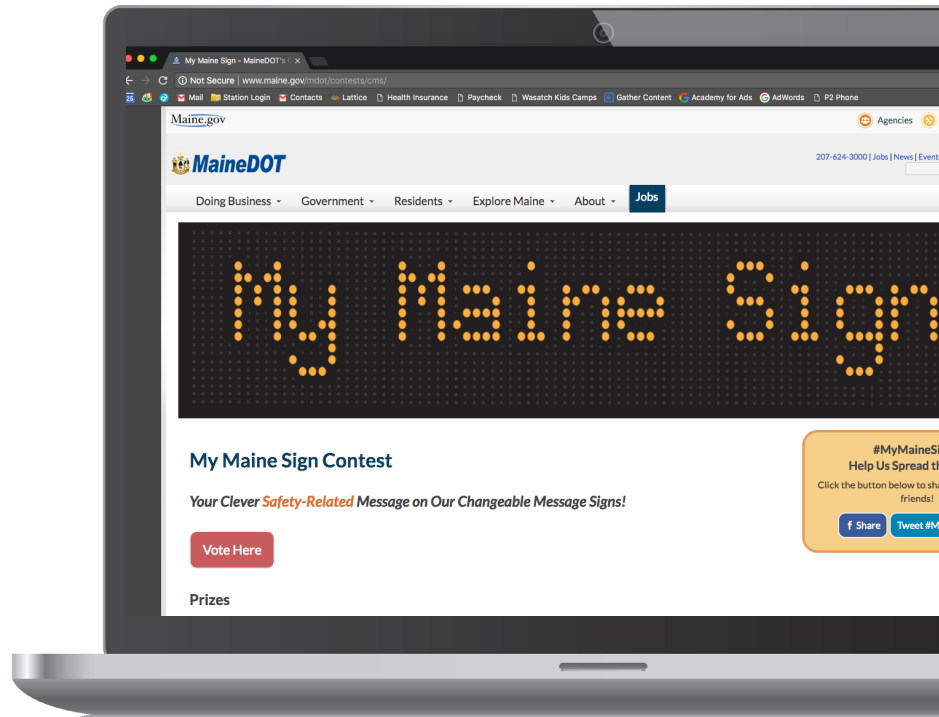 My Maine Sign - MaineDOT's
Not Secure | www.maine.gov/mdot/contests/cms/
25 Mail Station Login Contacts Lattice Health Insurance Paycheck Wasatch Kids Camps Gather Content Academy for Ads AdWords P2 Phone
Maine.gov Agencies
MaineDOT 207-624-3000 | Jobs | News | Event
Doing Business Government Residents Explore Maine About Jobs
My Maine Sign
My Maine Sign Contest
Your Clever Safety-Related Message on Our Changeable Message Signs!
Vote Here
Prizes
#MyMaineSi
Help Us Spread th
Click the button below to sha
friends!
f Share Tweet #M